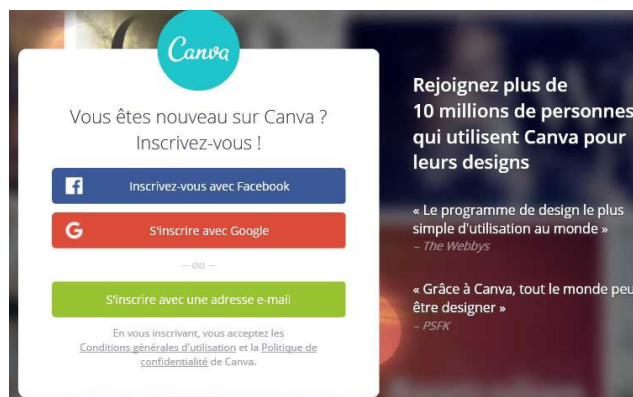 Canva
Vous êtes nouveau sur Canva ?
Inscrivez-vous !
Inscrivez-vous avec Facebook
S'inscrire avec Google
– ou –
S'inscrire avec une adresse e-mail
En vous inscrivant, vous acceptez les
Conditions générales d'utilisation et la Politique de
confidentialité de Canva.
Rejoignez plus de
10 millions de personnes
qui utilisent Canva pour
leurs designs
« Le programme de design le plus
simple d'utilisation au monde »
– The Webbys
« Grâce à Canva, tout le monde peu
être designer »
– PSFK